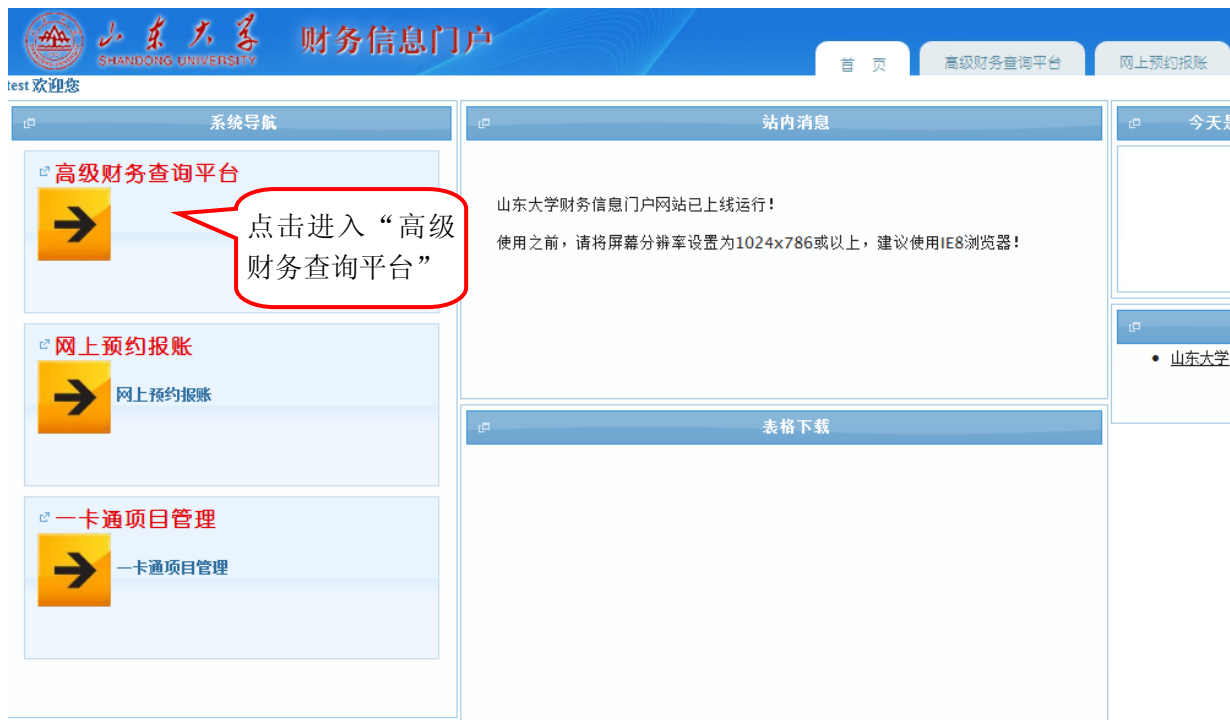 山东大学
SHANDONG UNIVERSITY
财务信息门户
首 页
高级财务查询平台
网上预约报账
test 欢迎您
系统导航
高级财务查询平台
点击进入“高级
财务查询平台”
网上预约报账
网上预约报账
一卡通项目管理
一卡通项目管理
站内消息
山东大学财务信息门户网站已上线运行!
使用之前,请将屏幕分辨率设置为1024x786或以上,建议使用IE8浏览器!
表格下载
今天是
山东大学